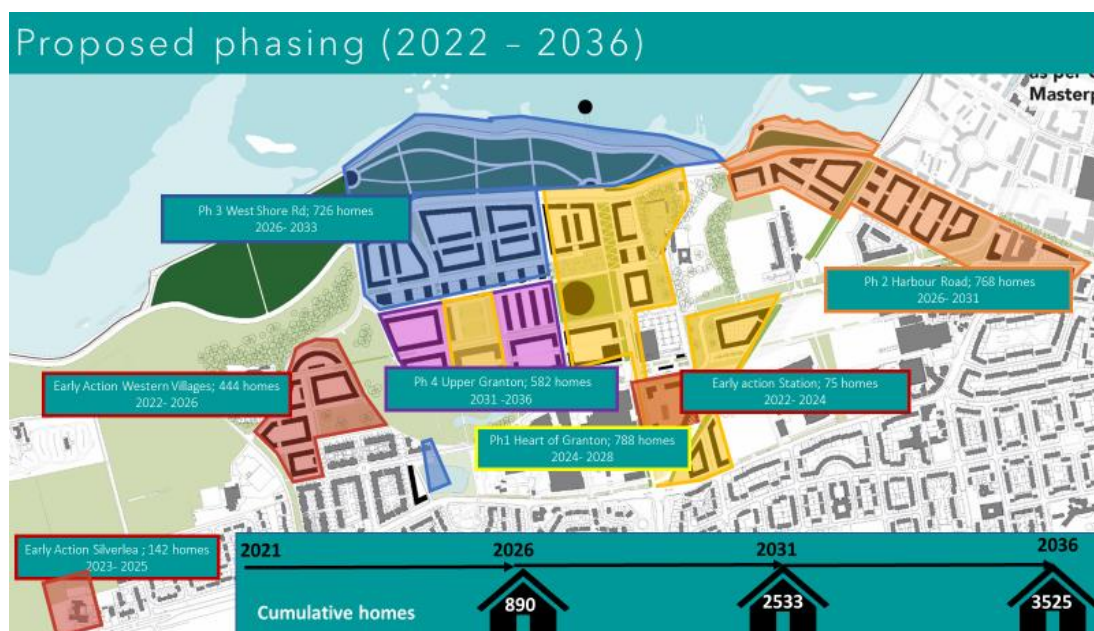 Proposed phasing (2022 – 2036)
as per
Masterp
Ph 3 West Shore Rd; 726 homes
2026- 2033
Ph 2 Harbour Road; 768 homes
2026- 2031
Early Action Western Villages; 444 homes
2022- 2026
Ph 4 Upper Granton; 582 homes
2031 -2036
Early action Station; 75 homes
2022- 2024
Ph1 Heart of Granton; 788 homes
2024- 2028
Early Action Silverlea ; 142 homes
2023- 2025
2021 2026 2031 2036
Cumulative homes 890 2533 3525